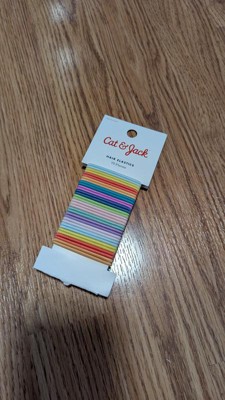 Cat & Jack
HAIR ELASTICS